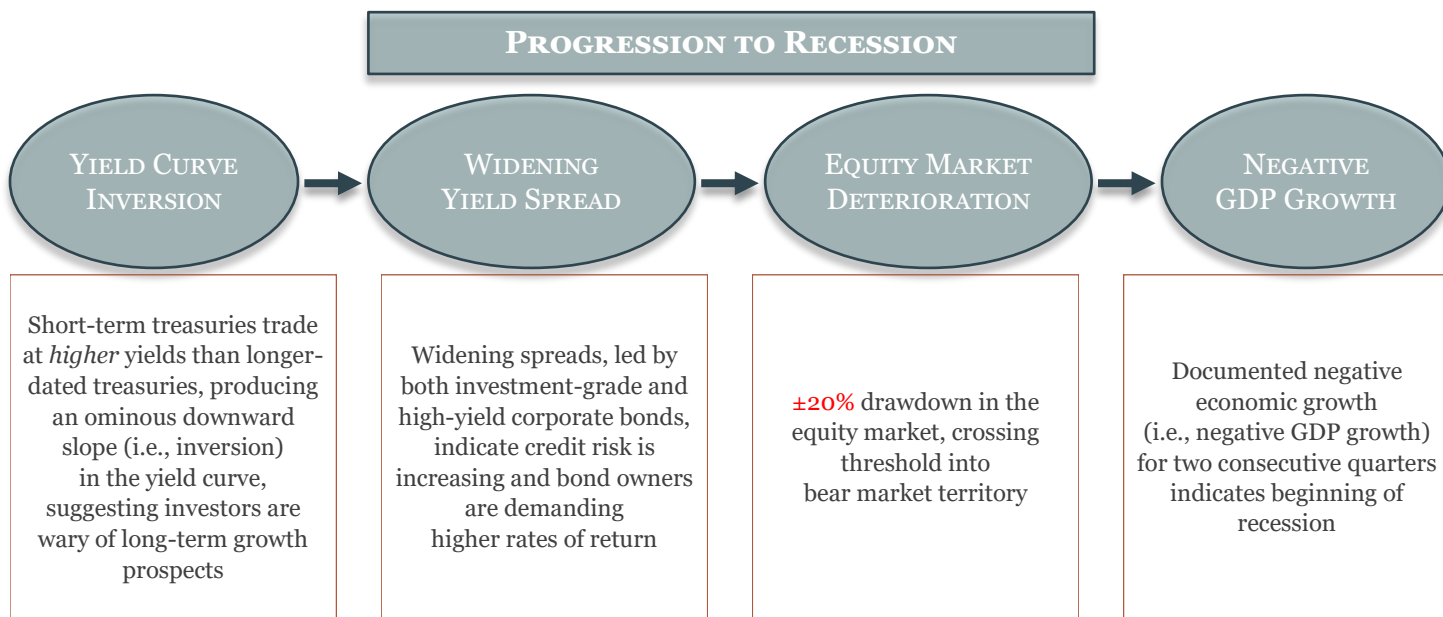 PROGRESSION TO RECESSION
YIELD CURVE
INVERSION
WIDENING
YIELD SPREAD
EQUITY MARKET
DETERIORATION
NEGATIVE
GDP GROWTH
Short-term treasuries trade
at higher yields than longer-
dated treasuries, producing
an ominous downward
slope (i.e., inversion)
in the yield curve,
suggesting investors are
wary of long-term growth
prospects
Widening spreads, led by
both investment-grade and
high-yield corporate bonds,
indicate credit risk is
increasing and bond owners
are demanding
higher rates of return
±20% drawdown in the
equity market, crossing
threshold into
bear market territory
Documented negative
economic growth
(i.e., negative GDP growth)
for two consecutive quarters
indicates beginning of
recession